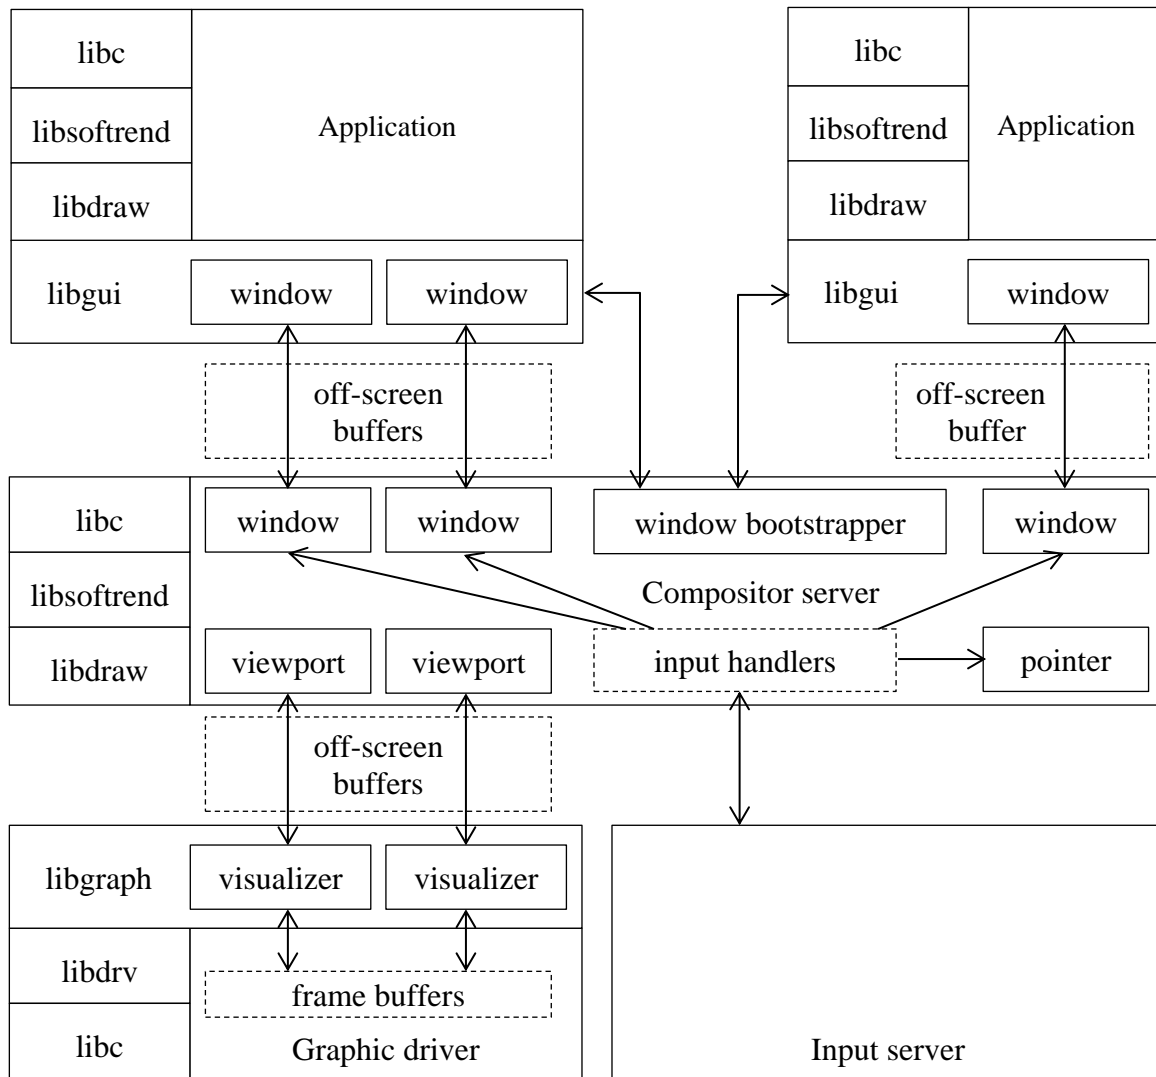 libc
libsoftrend
Application
libdraw
libgui
window
window
libc
libsoftrend
Application
libdraw
libgui
window
off-screen
buffers
off-screen
buffer
libc
window
window
window bootstrapper
window
libsoftrend
Compositor server
libdraw
viewport
viewport
input handlers
pointer
off-screen
buffers
libgraph
visualizer
visualizer
libdrv
frame buffers
libc
Graphic driver
Input server